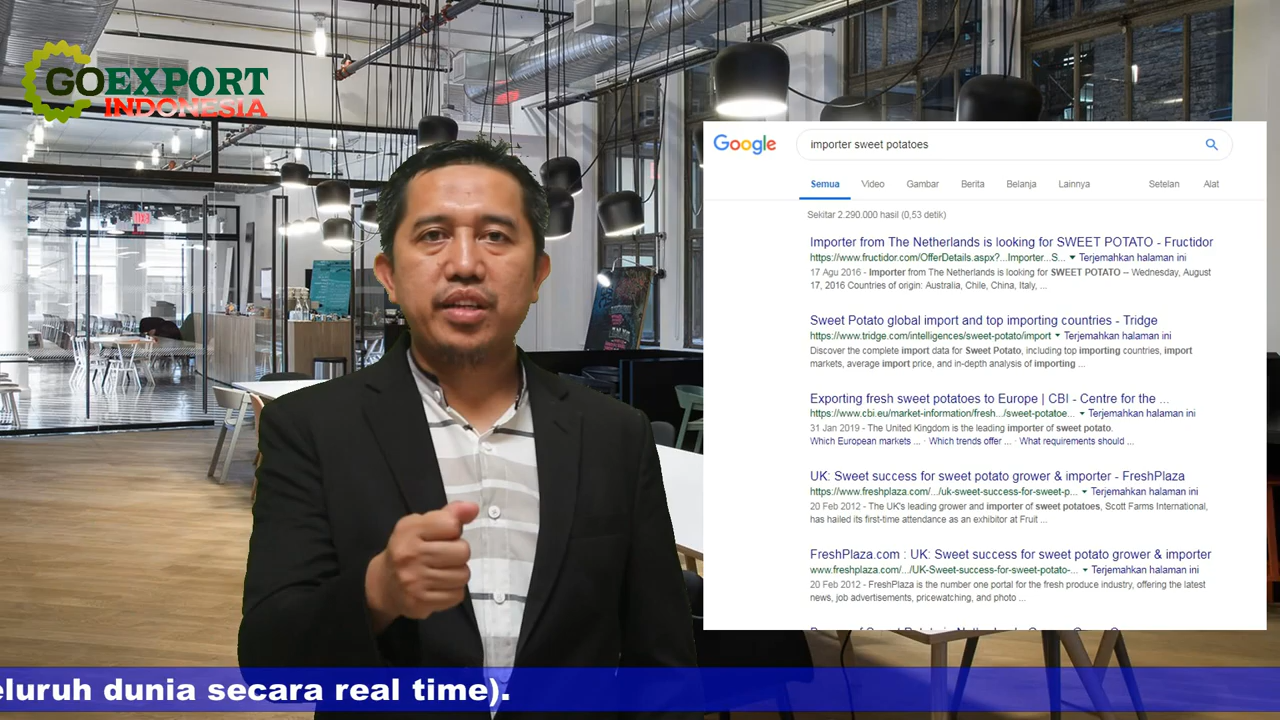 GOEXPORT
INDONESIA
Google
importer sweet potatoes
Semua Video Gambar Berita Belanja Lainnya Setelan Alat
Sekitar 2.290.000 hasil (0,53 detik)
Importer from The Netherlands is looking for SWEET POTATO - Fructidor
https://www.fructidor.com/OfferDetails.aspx?...Importer...S... ▼ Terjemahkan halaman ini
17 Agu 2016 - Importer from The Netherlands is looking for SWEET POTATO -- Wednesday, August
17, 2016 Countries of origin: Australia, Chile, China, Italy, ...
Sweet Potato global import and top importing countries - Tridge
https://www.tridge.com/intelligences/sweet-potato/import ▼ Terjemahkan halaman ini
Discover the complete import data for Sweet Potato, including top importing countries, import
markets, average import price, and in-depth analysis of importing ...
Exporting fresh sweet potatoes to Europe | CBI - Centre for the ...
https://www.cbi.eu/market-information/fresh.../sweet-potatoe... ▼ Terjemahkan halaman ini
31 Jan 2019 - The United Kingdom is the leading importer of sweet potato.
Which European markets ... · Which trends offer ... · What requirements should ...
UK: Sweet success for sweet potato grower & importer - FreshPlaza
https://www.freshplaza.com/.../uk-sweet-success-for-sweet-p... ▼ Terjemahkan halaman ini
20 Feb 2012 - The UK's leading grower and importer of sweet potatoes, Scott Farms International,
has hailed its first-time attendance as an exhibitor at Fruit ...
FreshPlaza.com : UK: Sweet success for sweet potato grower & importer
www.freshplaza.com/.../UK-Sweet-success-for-sweet-potato-... ▼ Terjemahkan halaman ini
20 Feb 2012 - FreshPlaza is the number one portal for the fresh produce industry, offering the latest
news, job advertisements, pricewatching, and photo ...
eluruh dunia secara real time).